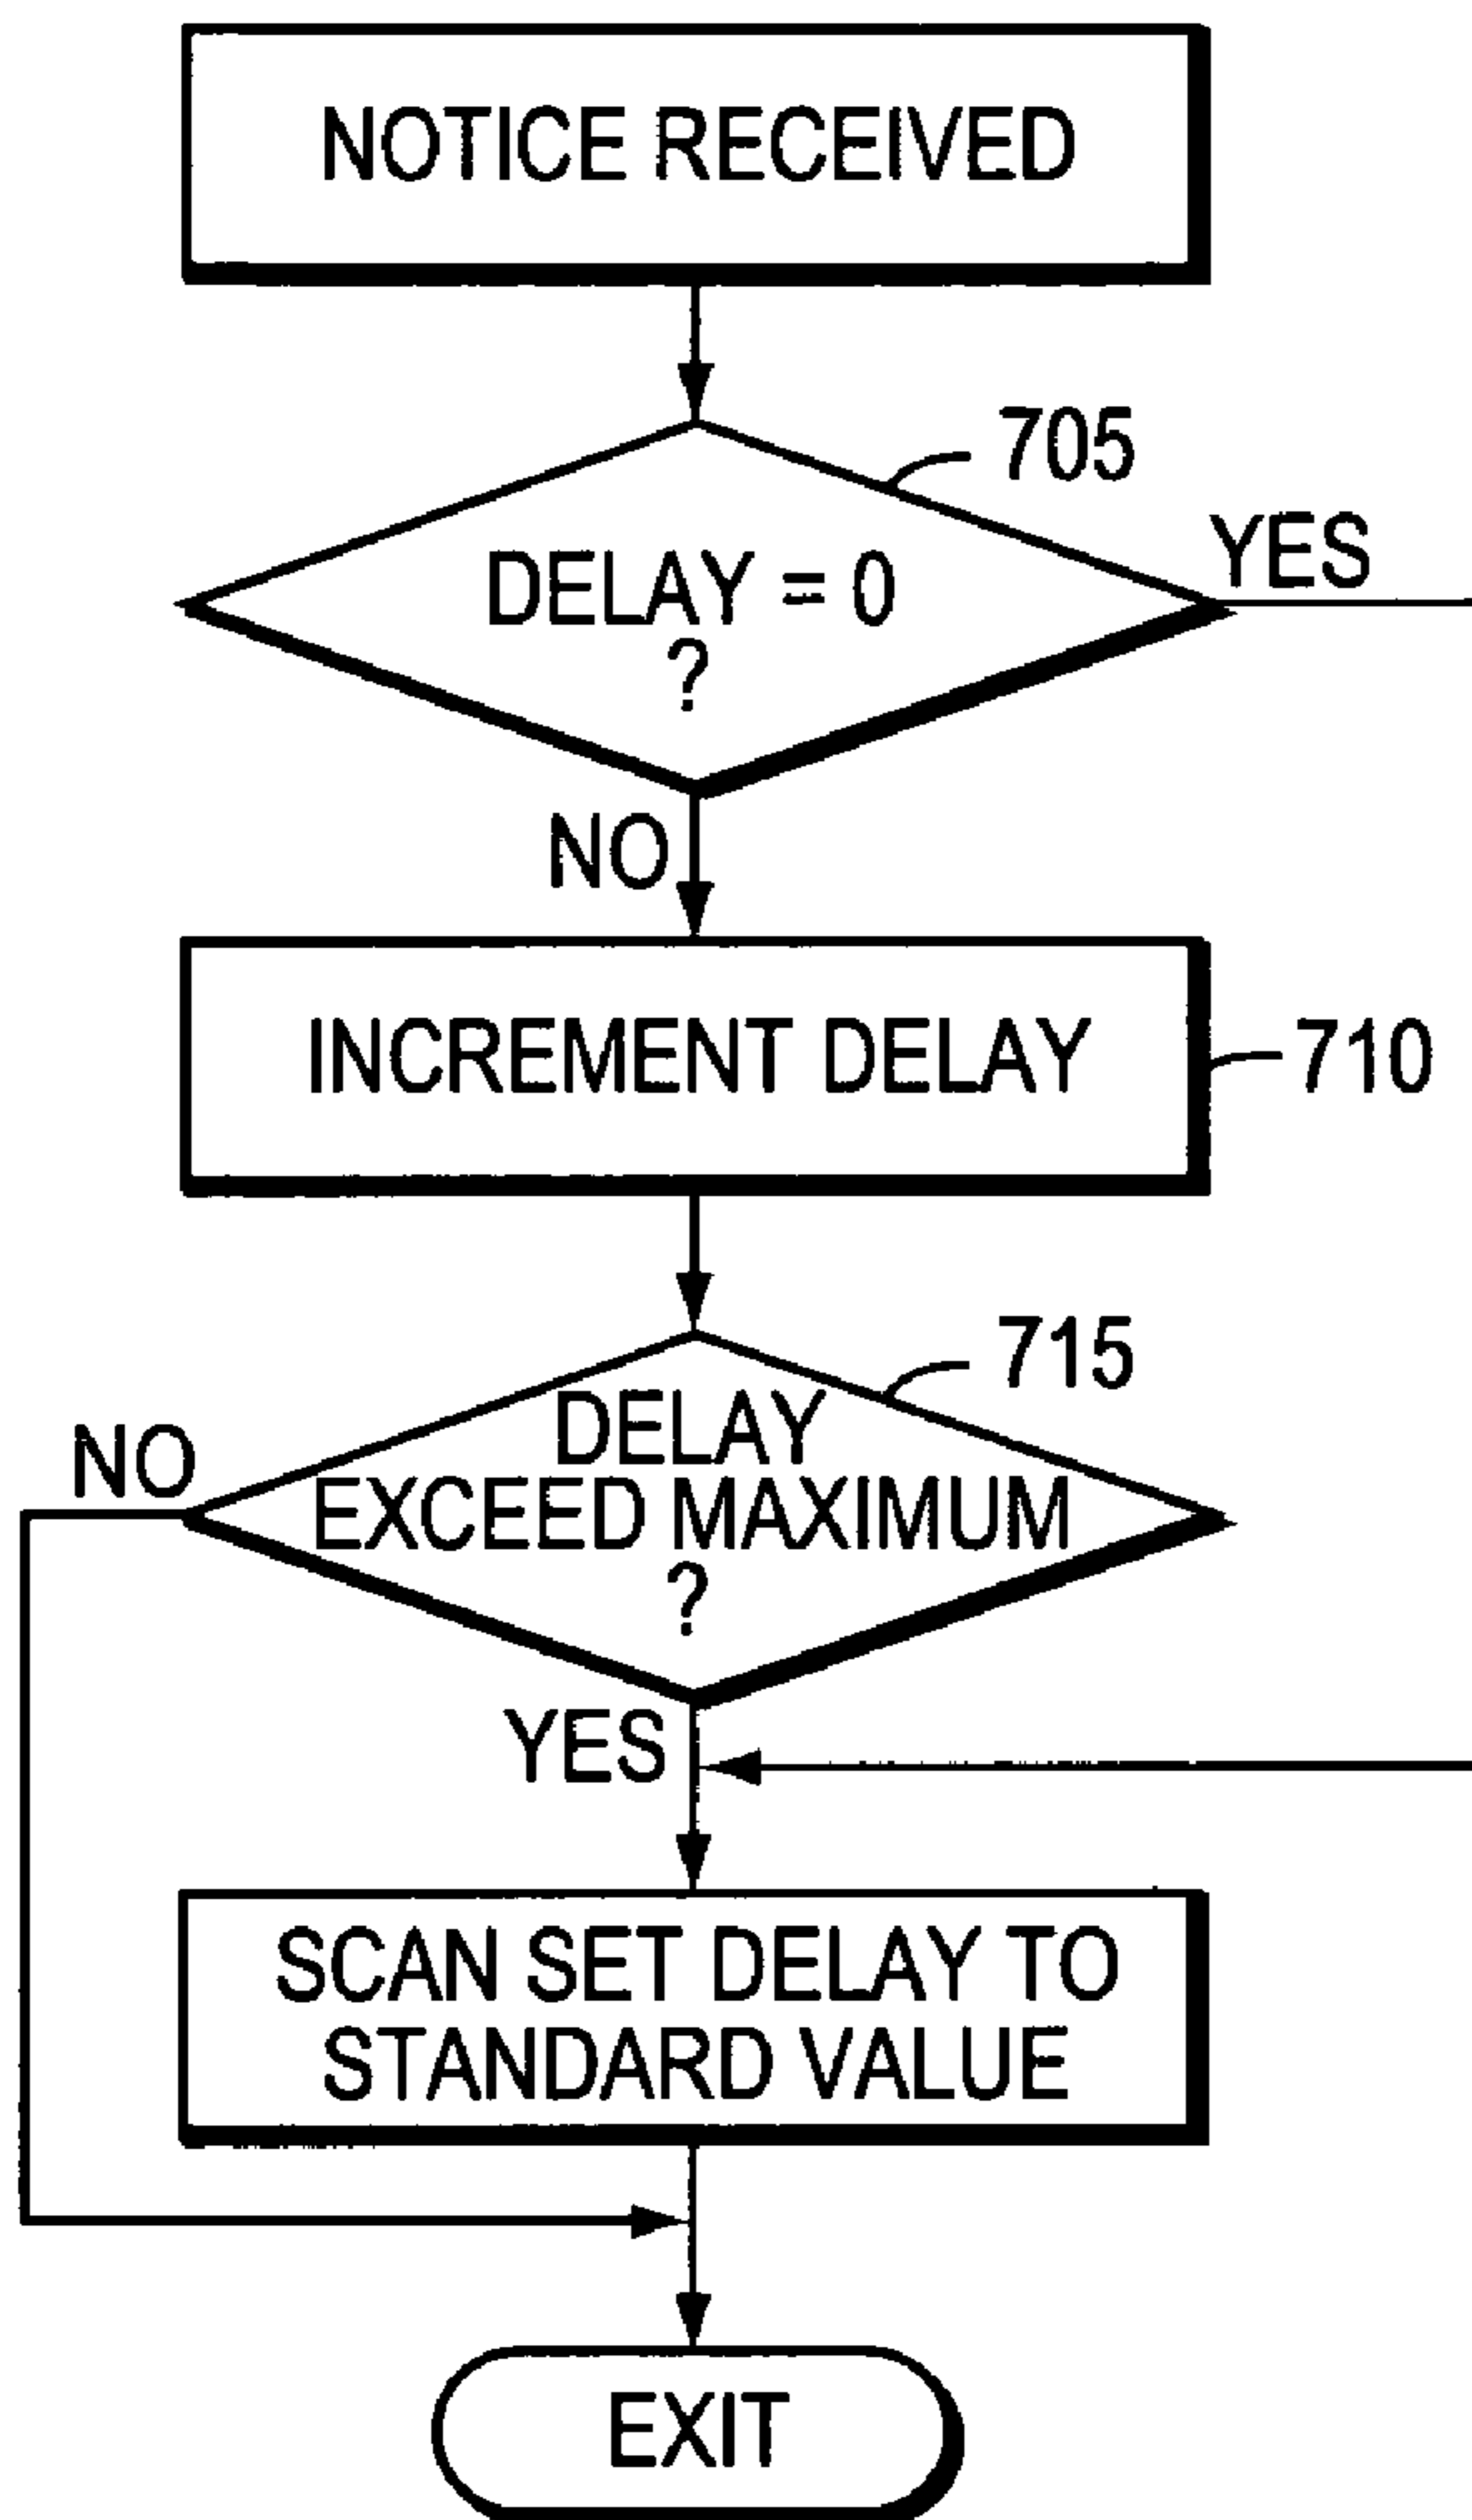 NOTICE RECEIVED
705
DELAY = 0
?
YES
NO
INCREMENT DELAY
710
715
DELAY
EXCEED MAXIMUM
?
NO
YES
SCAN SET DELAY TO
STANDARD VALUE
EXIT